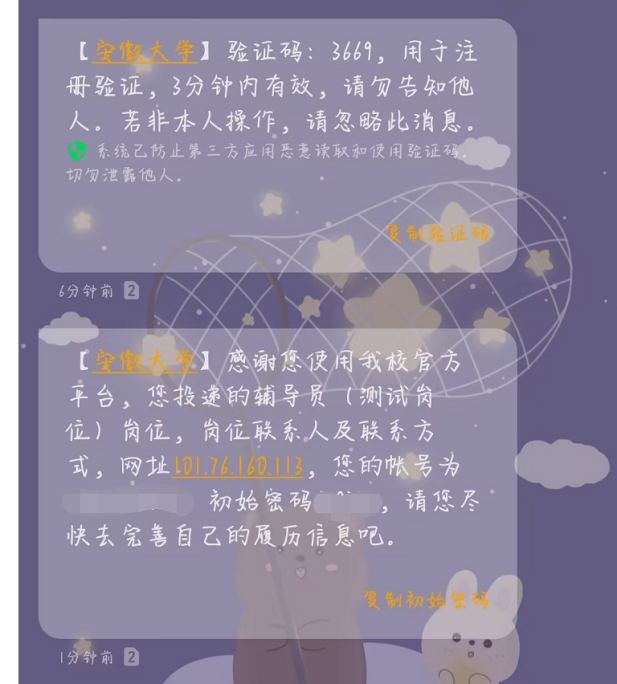 【安徽大学】验证码：3669，用于注
册验证，3分钟内有效，请勿告知他
人。若非本人操作，请忽略此消息。
系统已防止第三方应用恶意读取和使用验证码，
切勿泄露他人。
复制验证码
6分钟前 2
【安徽大学】感谢您使用我校官方
平台，您投递的辅导员（测试岗
位）岗位，岗位联系人及联系方
式，网址101.76.160.113，您的帐号为
初始密码，请您尽
快去完善自己的履历信息吧。
复制初始密码
1分钟前 2